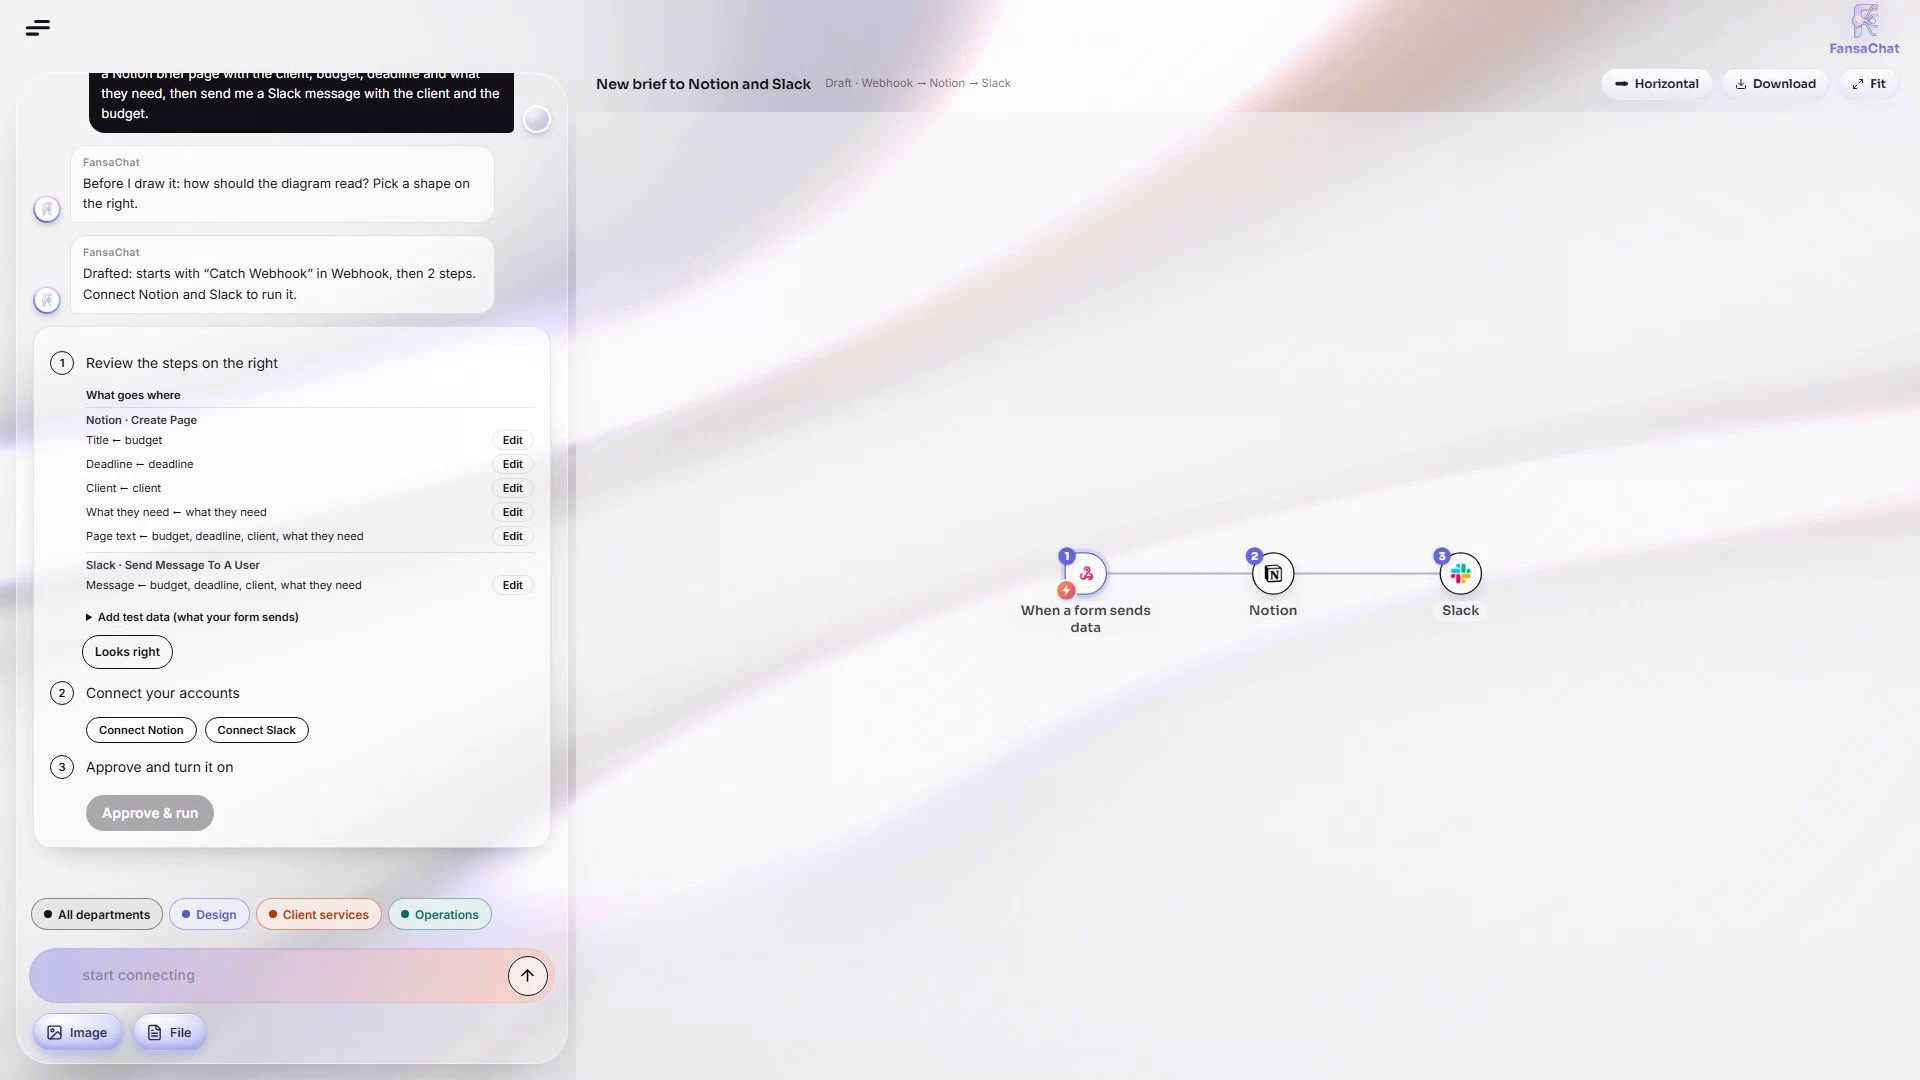 FansaChat
a Notion brief page with the client, budget, deadline and what
they need, then send me a Slack message with the client and the
budget.
FansaChat
Before I draw it: how should the diagram read? Pick a shape on
the right.
FansaChat
Drafted: starts with “Catch Webhook” in Webhook, then 2 steps.
Connect Notion and Slack to run it.
1 Review the steps on the right
What goes where
Notion · Create Page
Title ← budget Edit
Deadline ← deadline Edit
Client ← client Edit
What they need ← what they need Edit
Page text ← budget, deadline, client, what they need Edit
Slack · Send Message To A User
Message ← budget, deadline, client, what they need Edit
Add test data (what your form sends)
Looks right
2 Connect your accounts
Connect Notion Connect Slack
3 Approve and turn it on
Approve & run
All departments Design Client services Operations
start connecting
Image File
New brief to Notion and Slack Draft · Webhook → Notion → Slack
Horizontal Download Fit
1 2 3
When a form sends
data
Notion
Slack